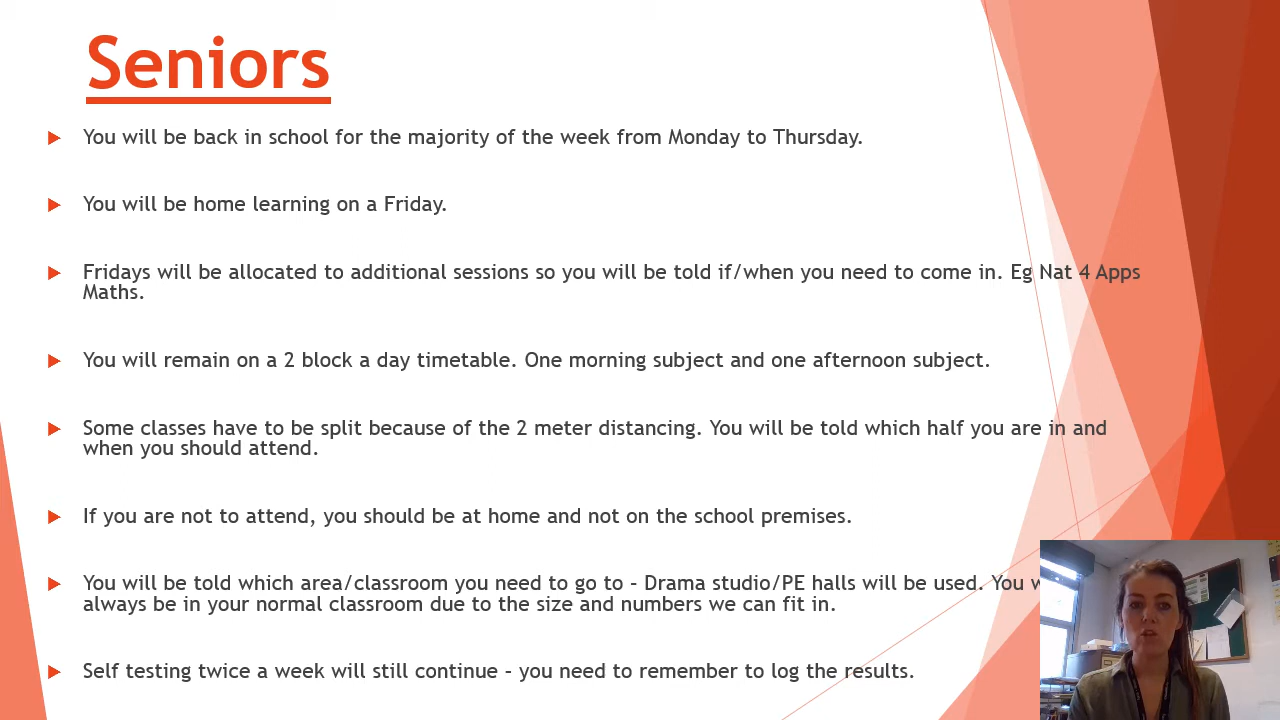 Seniors
You will be back in school for the majority of the week from Monday to Thursday.
You will be home learning on a Friday.
Fridays will be allocated to additional sessions so you will be told if/when you need to come in. Eg Nat 4 Apps
Maths.
You will remain on a 2 block a day timetable. One morning subject and one afternoon subject.
Some classes have to be split because of the 2 meter distancing. You will be told which half you are in and
when you should attend.
If you are not to attend, you should be at home and not on the school premises.
You will be told which area/classroom you need to go to – Drama studio/PE halls will be used. You
always be in your normal classroom due to the size and numbers we can fit in.
Self testing twice a week will still continue – you need to remember to log the results.